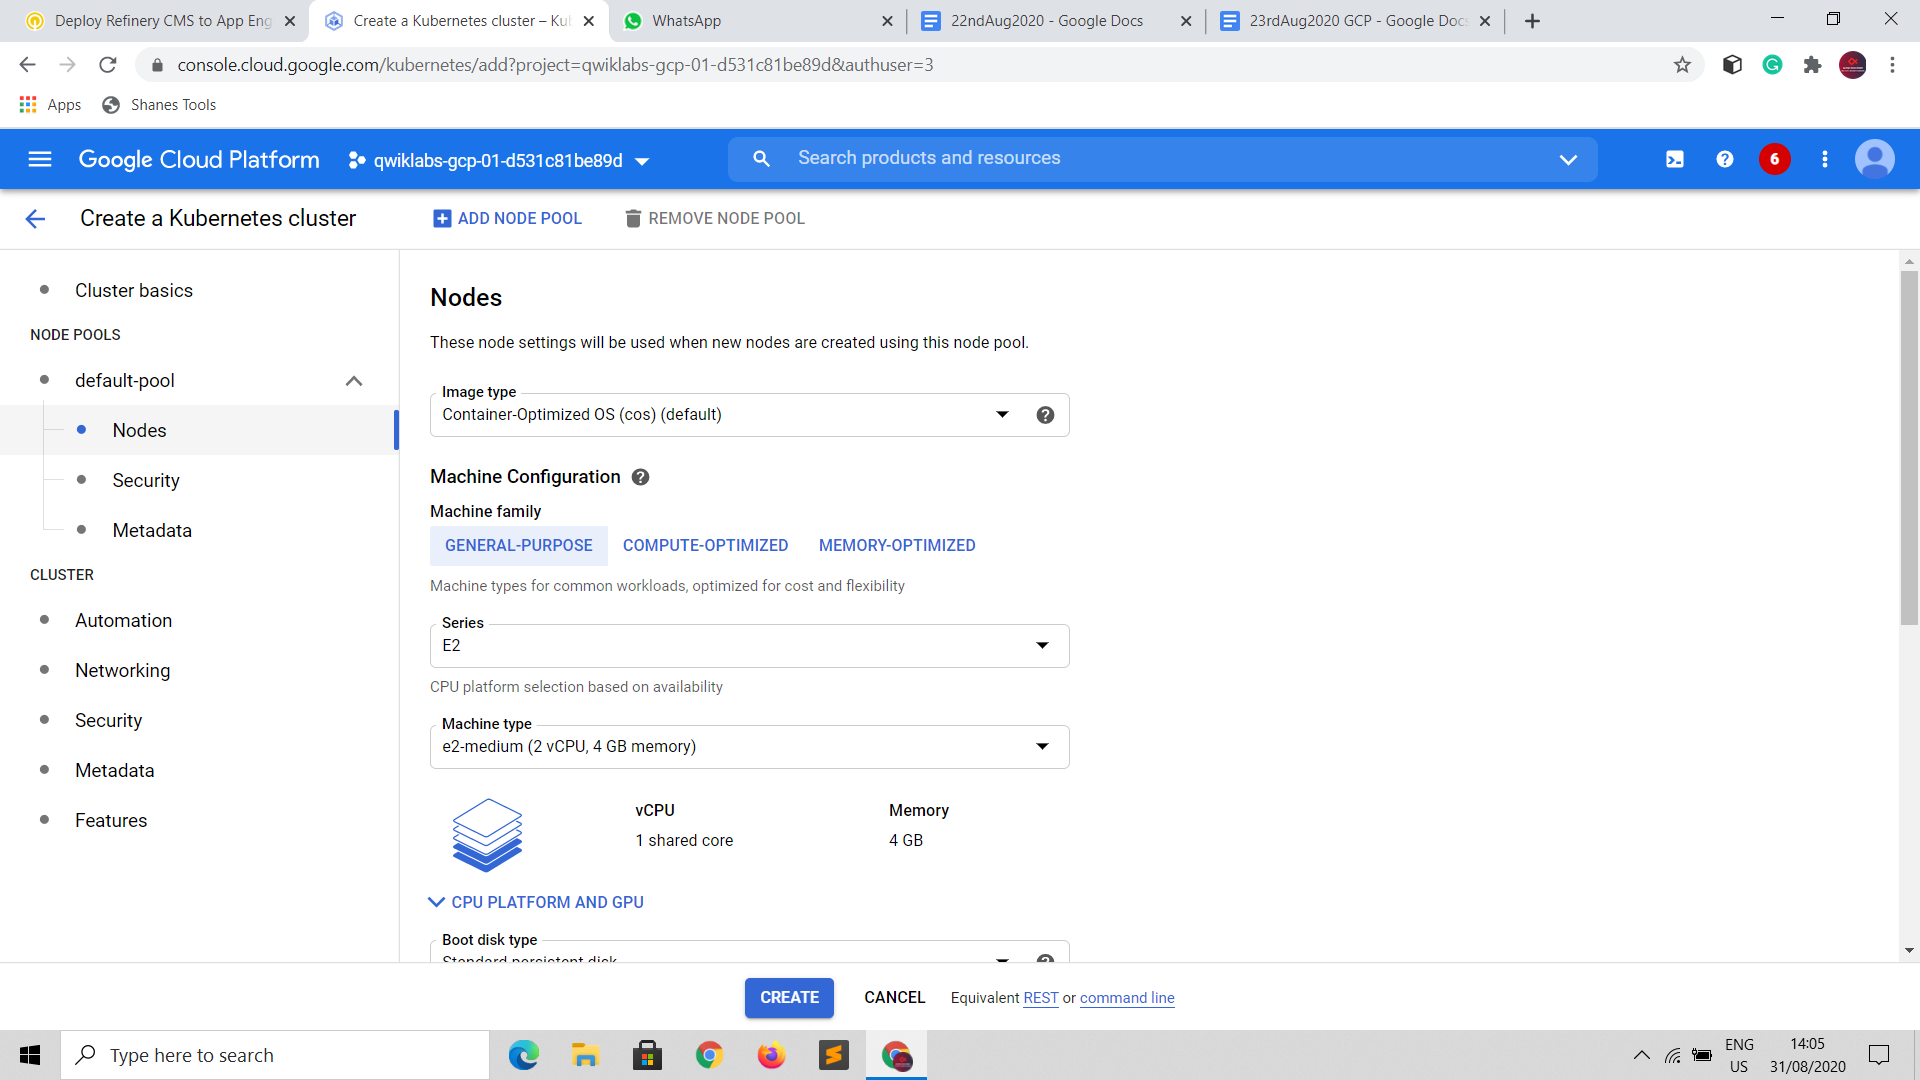 Deploy Refinery CMS to App Eng
Create a Kubernetes cluster – Kub
WhatsApp
22ndAug2020 - Google Docs
23rdAug2020 GCP - Google Docs
console.cloud.google.com/kubernetes/add?project=qwiklabs-gcp-01-d531c81be89d&authuser=3
Apps
Shanes Tools
Google Cloud Platform
qwiklabs-gcp-01-d531c81be89d
Search products and resources
6
Create a Kubernetes cluster
ADD NODE POOL
REMOVE NODE POOL
Cluster basics
NODE POOLS
default-pool
Nodes
Security
Metadata
CLUSTER
Automation
Networking
Security
Metadata
Features
Nodes
These node settings will be used when new nodes are created using this node pool.
Image type
Container-Optimized OS (cos) (default)
Machine Configuration
Machine family
GENERAL-PURPOSE
COMPUTE-OPTIMIZED
MEMORY-OPTIMIZED
Machine types for common workloads, optimized for cost and flexibility
Series
E2
CPU platform selection based on availability
Machine type
e2-medium (2 vCPU, 4 GB memory)
vCPU
Memory
1 shared core
4 GB
CPU PLATFORM AND GPU
Boot disk type
Standard persistent disk
CREATE
CANCEL
Equivalent REST or command line
Type here to search
ENG
US
14:05
31/08/2020